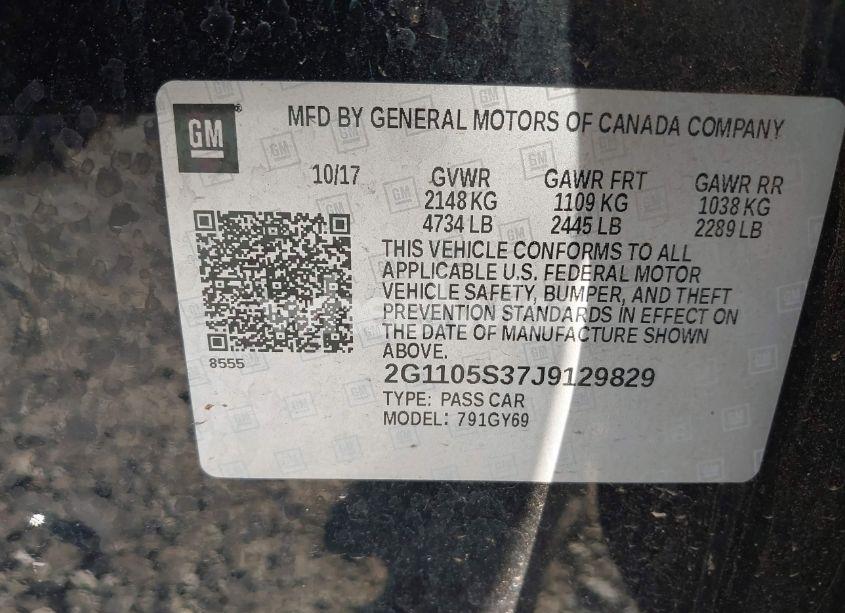 GM
MFD BY GENERAL MOTORS OF CANADA COMPANY
10/17 GVWR GAWR FRT GAWR RR
2148 KG 1109 KG 1038 KG
4734 LB 2445 LB 2289 LB
THIS VEHICLE CONFORMS TO ALL
APPLICABLE U.S. FEDERAL MOTOR
VEHICLE SAFETY, BUMPER, AND THEFT
PREVENTION STANDARDS IN EFFECT ON
THE DATE OF MANUFACTURE SHOWN
ABOVE.
8555
2G1105S37J9129829
TYPE: PASS CAR
MODEL: 791GY69